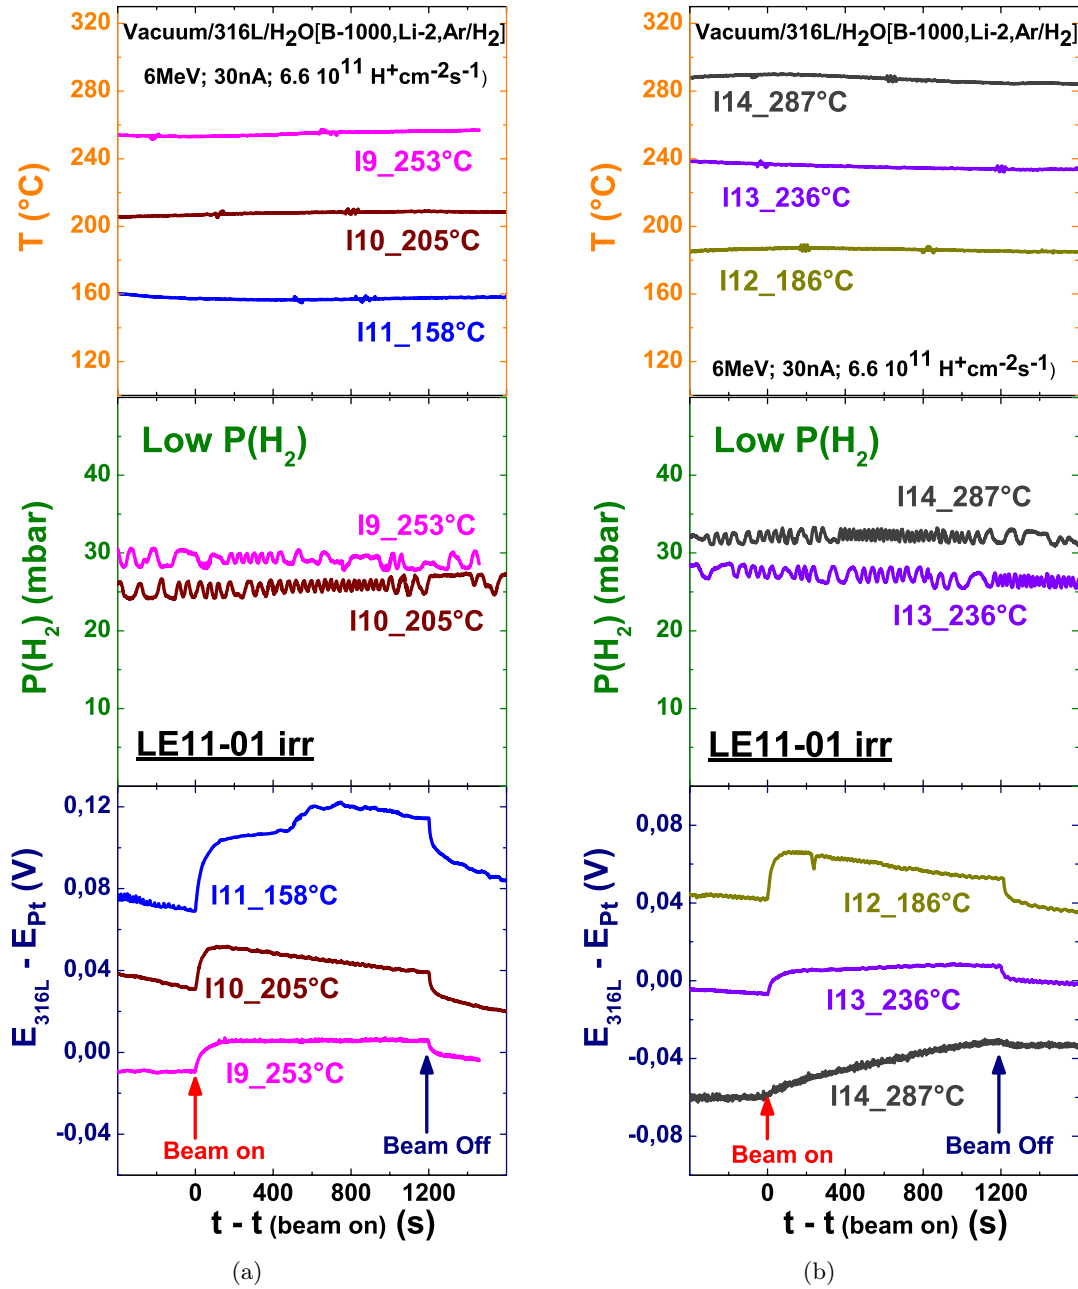 Vacuum/316L/H2O[B-1000,Li-2,Ar/H2]
6MeV; 30nA; 6.6 10^11 H+cm-2s-1)
320
280
240
200
160
120
T (°C)
I9_253°C
I10_205°C
I11_158°C
Low P(H2)
40
30
20
10
P(H2) (mbar)
I9_253°C
I10_205°C
LE11-01 irr
0,12
0,08
0,04
0,00
-0,04
E316L - EPt (V)
I11_158°C
I10_205°C
I9_253°C
Beam on
Beam Off
0 400 800 1200
t - t (beam on) (s)
(a)
Vacuum/316L/H2O[B-1000,Li-2,Ar/H2]
320
280
240
200
160
120
T (°C)
I14_287°C
I13_236°C
I12_186°C
6MeV; 30nA; 6.6 10^11 H+cm-2s-1)
Low P(H2)
40
30
20
10
P(H2) (mbar)
I14_287°C
I13_236°C
LE11-01 irr
0,08
0,04
0,00
-0,04
-0,08
E316L - EPt (V)
I12_186°C
I13_236°C
I14_287°C
Beam on
Beam Off
0 400 800 1200
t - t (beam on) (s)
(b)